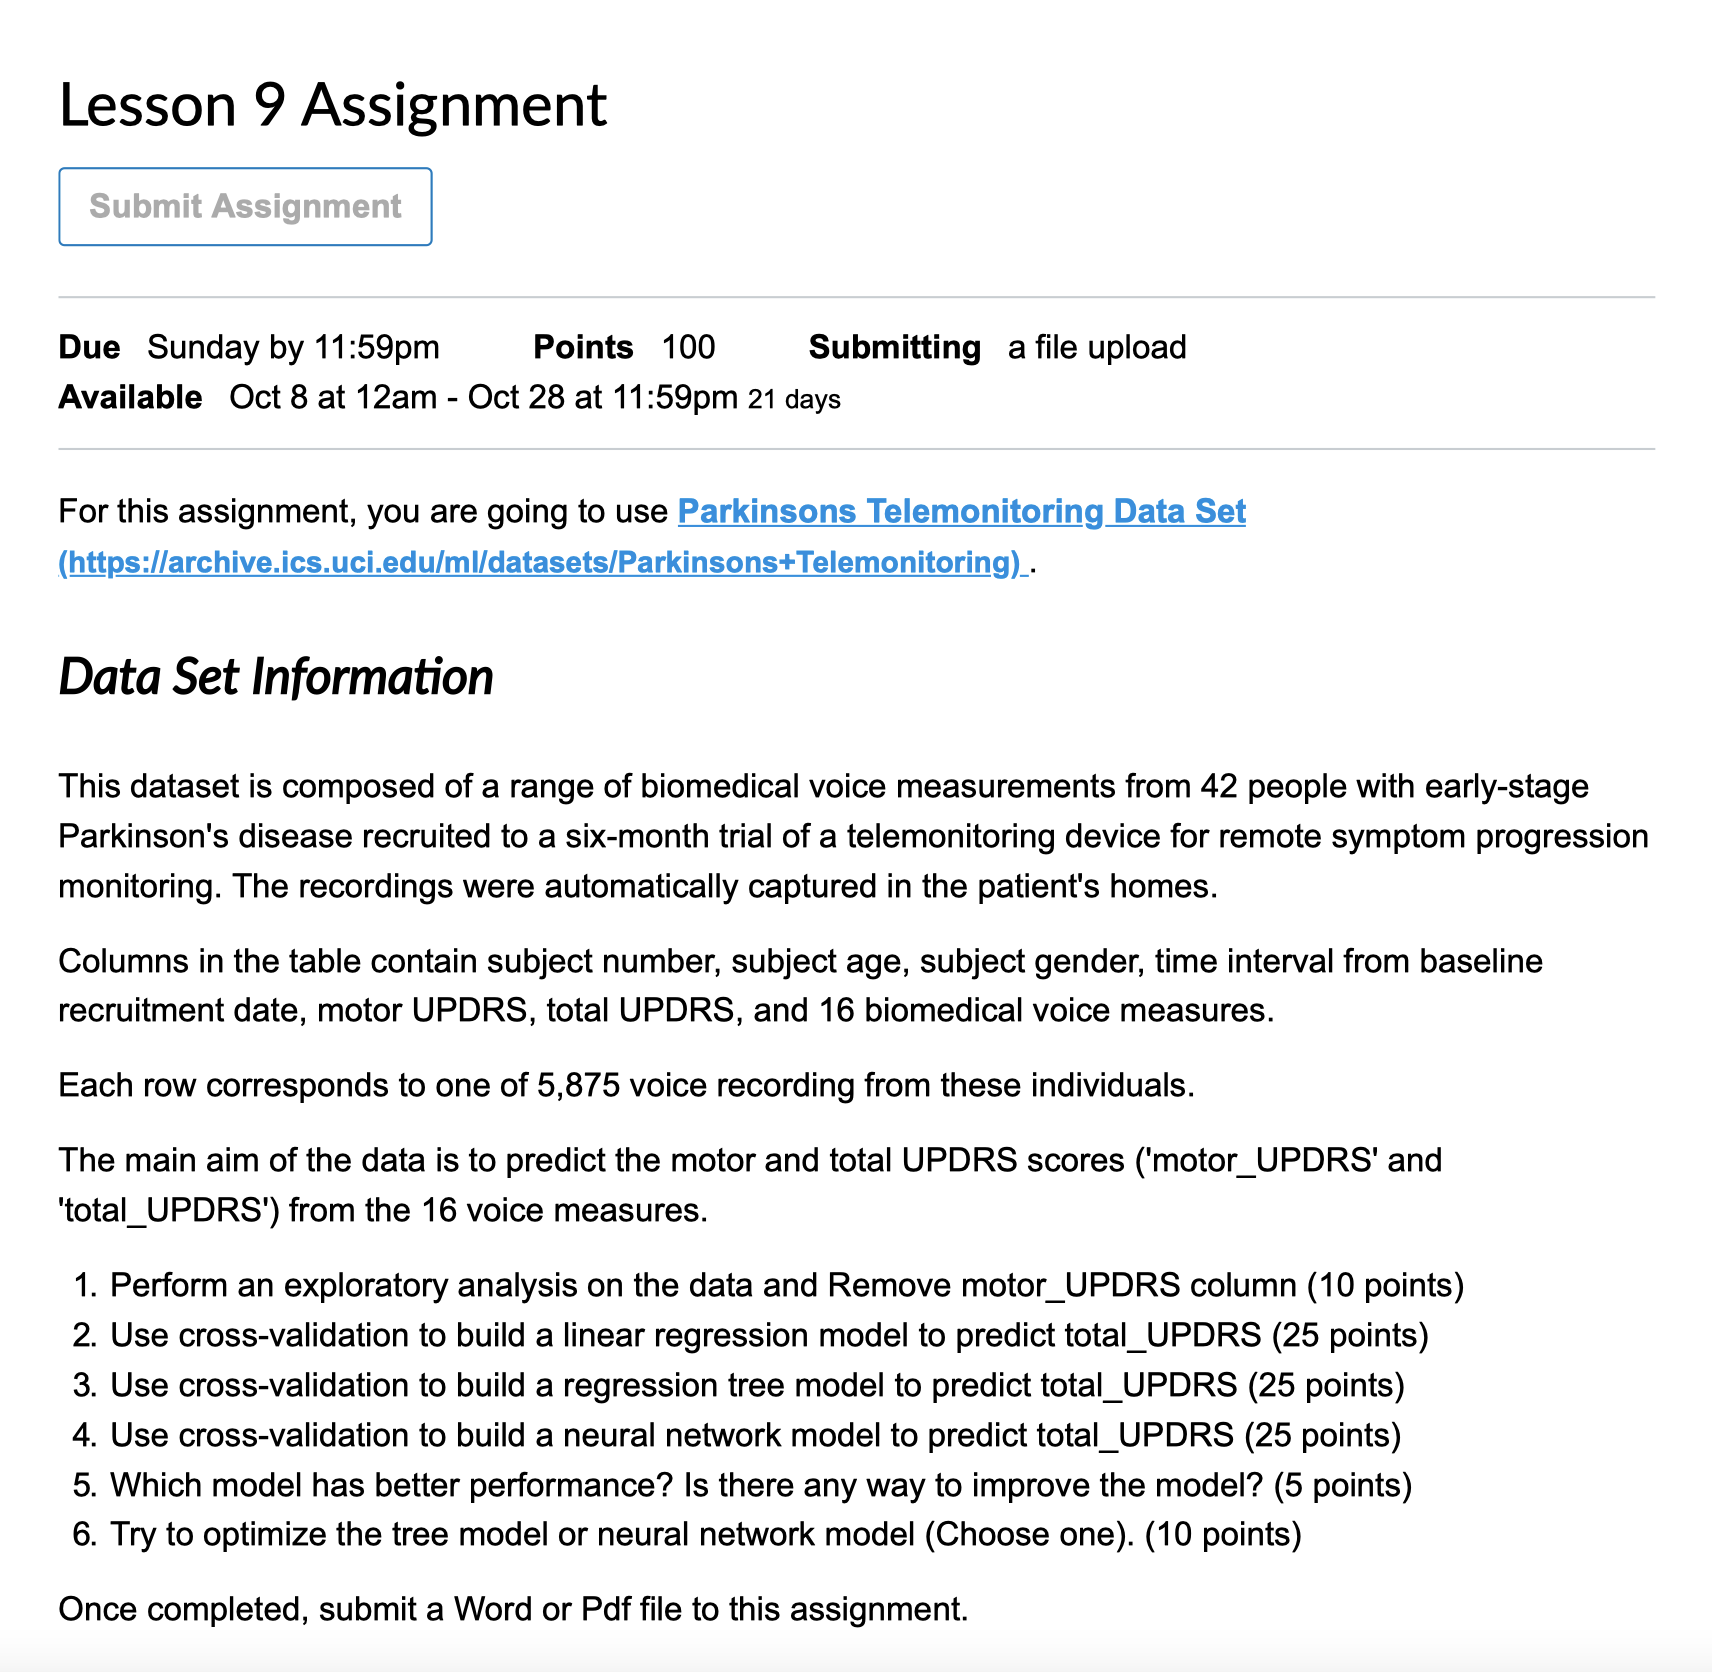 Lesson 9 Assignment
Submit Assignment
Due Sunday by 11:59pm Points 100 Submitting a file upload
Available Oct 8 at 12am - Oct 28 at 11:59pm 21 days
For this assignment, you are going to use Parkinsons Telemonitoring Data Set
(https://archive.ics.uci.edu/ml/datasets/Parkinsons+Telemonitoring) .
Data Set Information
This dataset is composed of a range of biomedical voice measurements from 42 people with early-stage
Parkinson's disease recruited to a six-month trial of a telemonitoring device for remote symptom progression
monitoring. The recordings were automatically captured in the patient's homes.
Columns in the table contain subject number, subject age, subject gender, time interval from baseline
recruitment date, motor UPDRS, total UPDRS, and 16 biomedical voice measures.
Each row corresponds to one of 5,875 voice recording from these individuals.
The main aim of the data is to predict the motor and total UPDRS scores ('motor_UPDRS' and
'total_UPDRS') from the 16 voice measures.
1. Perform an exploratory analysis on the data and Remove motor_UPDRS column (10 points)
2. Use cross-validation to build a linear regression model to predict total_UPDRS (25 points)
3. Use cross-validation to build a regression tree model to predict total_UPDRS (25 points)
4. Use cross-validation to build a neural network model to predict total_UPDRS (25 points)
5. Which model has better performance? Is there any way to improve the model? (5 points)
6. Try to optimize the tree model or neural network model (Choose one). (10 points)
Once completed, submit a Word or Pdf file to this assignment.